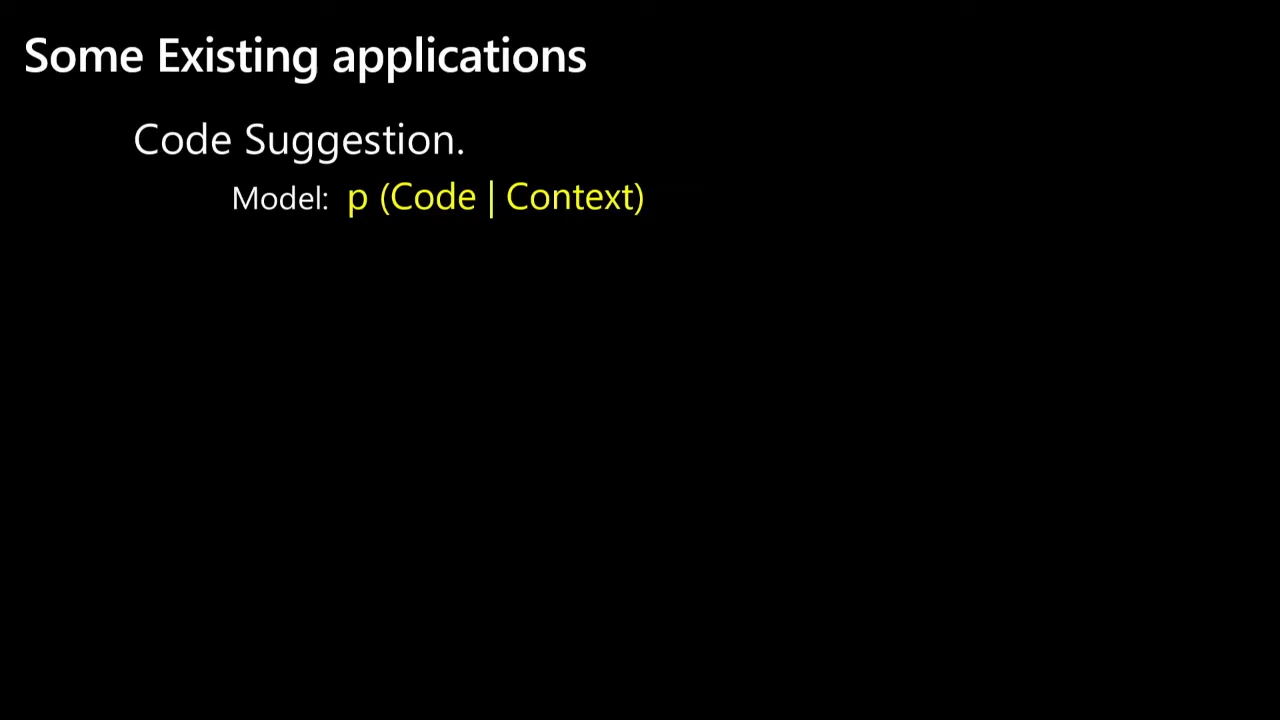 Some Existing applications
Code Suggestion.
Model: p (Code | Context)